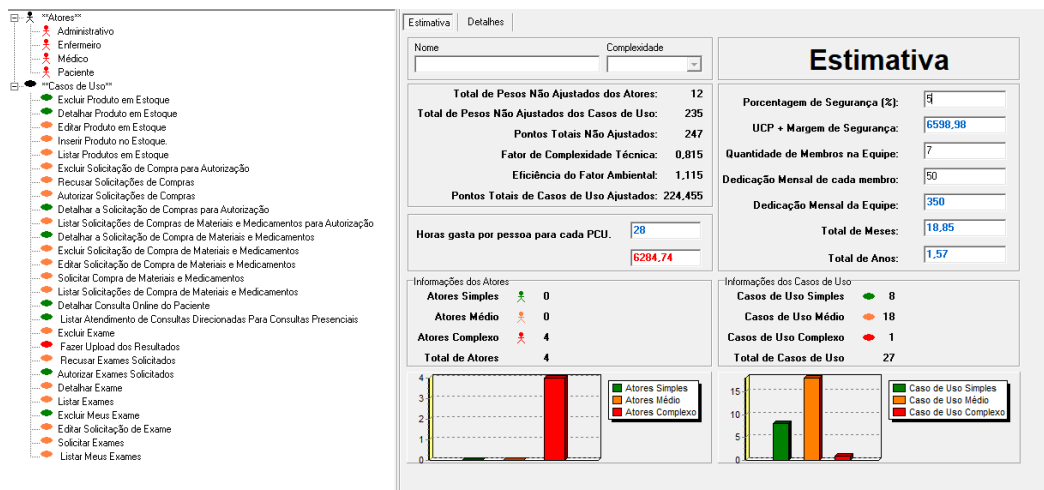 **Atores**
Administrativo
Enfermeiro
Médico
Paciente
**Casos de Uso**
Excluir Produto em Estoque
Detalhar Produto em Estoque
Editar Produto em Estoque
Inserir Produto no Estoque.
Listar Produtos em Estoque
Excluir Solicitação de Compra para Autorização
Recusar Solicitações de Compras
Autorizar Solicitações de Compras
Detalhar a Solicitação de Compras para Autorização
Listar Solicitações de Compras de Materiais e Medicamentos para Autorização
Detalhar a Solicitação de Compra de Materiais e Medicamentos
Excluir Solicitação de Compra de Materiais e Medicamentos
Editar Solicitação de Compra de Materiais e Medicamentos
Solicitar Compra de Materiais e Medicamentos
Listar Solicitações de Compra de Materiais e Medicamentos
Detalhar Consulta Online do Paciente
Listar Atendimento de Consultas Direcionadas Para Consultas Presenciais
Excluir Exame
Fazer Upload dos Resultados
Recusar Exames Solicitados
Autorizar Exames Solicitados
Detalhar Exame
Listar Exames
Excluir Meus Exame
Editar Solicitação de Exame
Solicitar Exames
Listar Meus Exames
Estimativa Detalhes
Nome Complexidade
Total de Pesos Não Ajustados dos Atores: 12
Total de Pesos Não Ajustados dos Casos de Uso: 235
Pontos Totais Não Ajustados: 247
Fator de Complexidade Técnica: 0,815
Eficiência do Fator Ambiental: 1,115
Pontos Totais de Casos de Uso Ajustados: 224,455
Horas gasta por pessoa para cada PCU. 28
6284,74
Informações dos Atores
Atores Simples 0
Atores Médio 0
Atores Complexo 4
Total de Atores 4
4
3
2
1
0
Atores Simples
Atores Médio
Atores Complexo
Estimativa
Porcentagem de Segurança (%): 5
UCP + Margem de Segurança: 6598,98
Quantidade de Membros na Equipe: 7
Dedicação Mensal de cada membro: 50
Dedicação Mensal da Equipe: 350
Total de Meses: 18,85
Total de Anos: 1,57
Informações dos Casos de Uso
Casos de Uso Simples 8
Casos de Uso Médio 18
Casos de Uso Complexo 1
Total de Casos de Uso 27
15
10
5
0
Caso de Uso Simples
Caso de Uso Médio
Caso de Uso Complexo